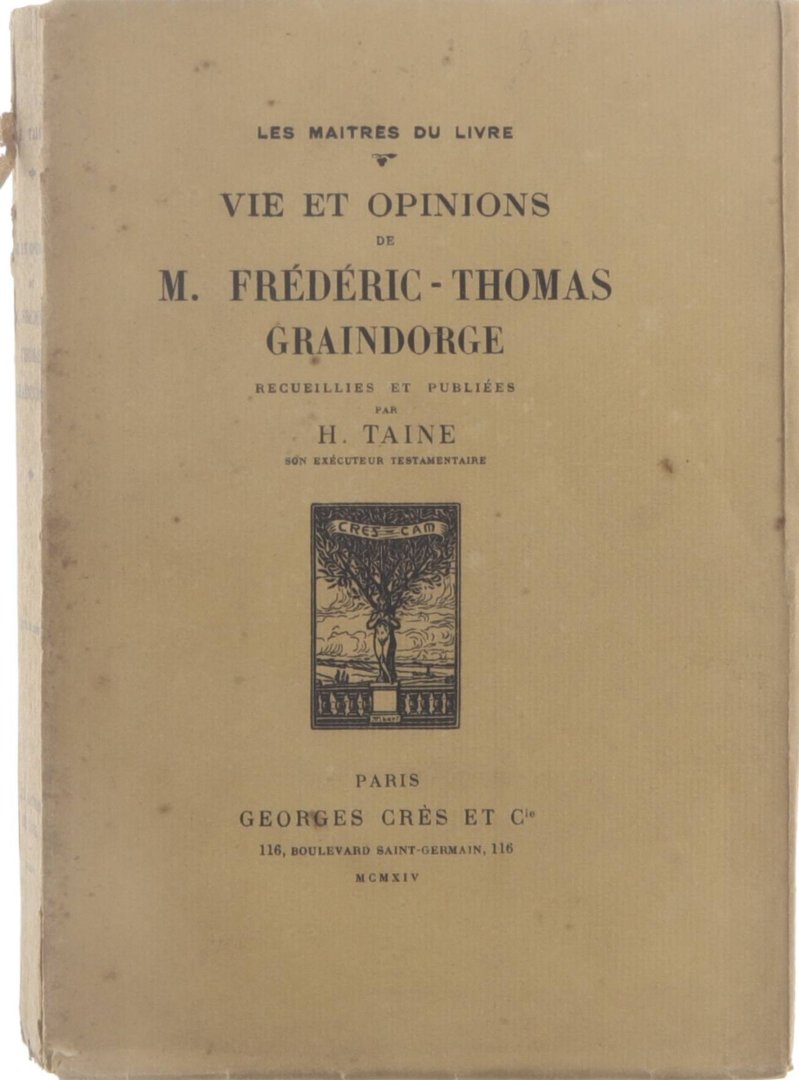 LES MAITRES DU LIVRE
VIE ET OPINIONS
DE
M. FRÉDÉRIC-THOMAS
GRAINDORGE
RECUEILLIES ET PUBLIÉES
PAR
H. TAINE
SON EXÉCUTEUR TESTAMENTAIRE
CRES CAM
PARIS
GEORGES CRÈS ET Cie
116, BOULEVARD SAINT-GERMAIN, 116
MCMXIV